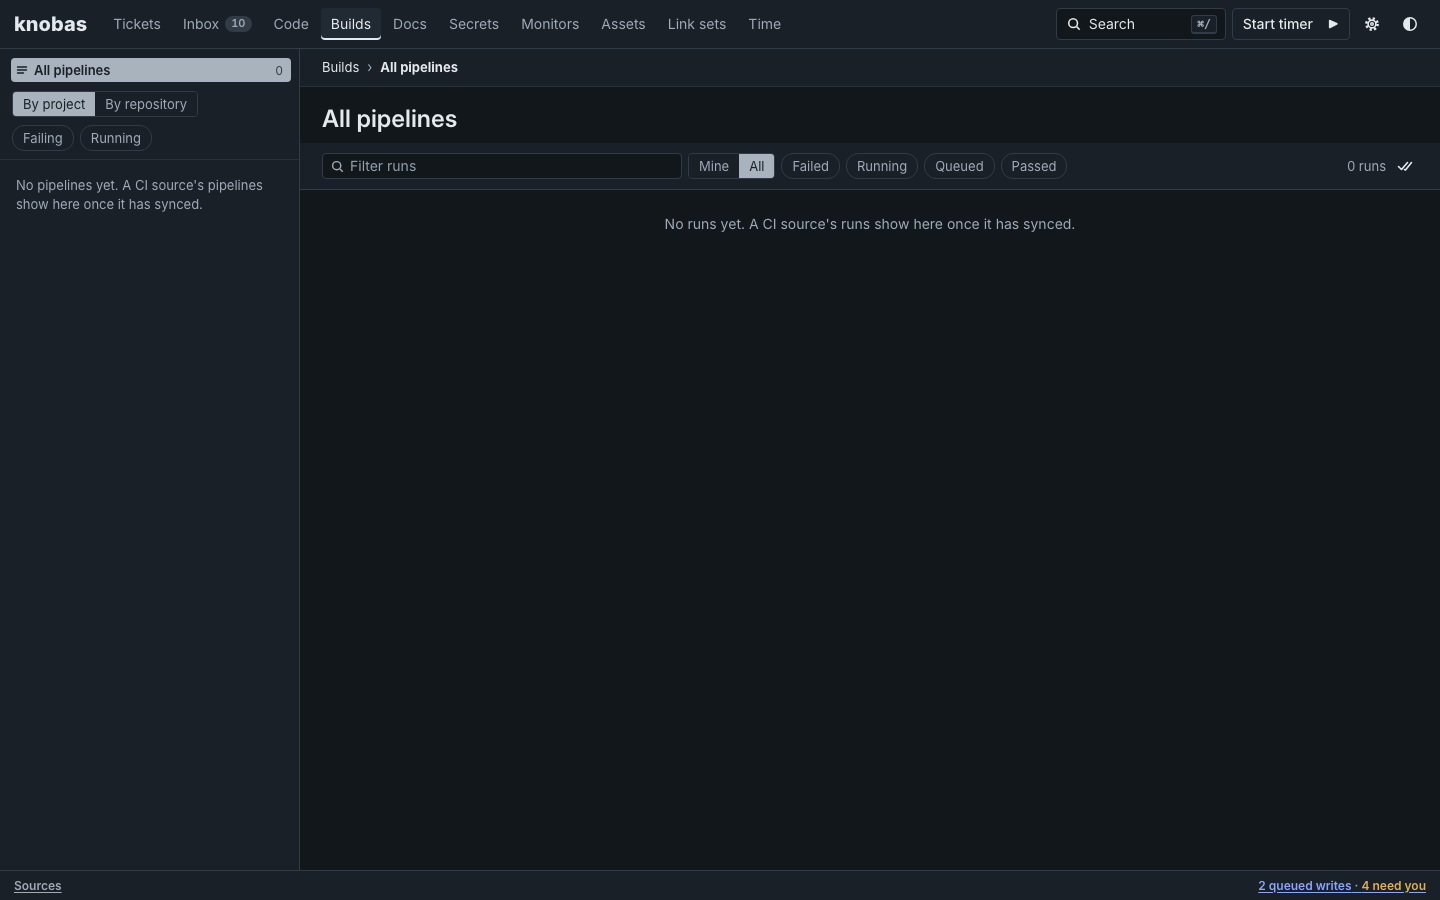 knobas Tickets Inbox 10 Code Builds Docs Secrets Monitors Assets Link sets Time Search ⌘/ Start timer
All pipelines 0
Builds › All pipelines
By project By repository
Failing Running
No pipelines yet. A CI source's pipelines
show here once it has synced.
All pipelines
Filter runs Mine All Failed Running Queued Passed 0 runs
No runs yet. A CI source's runs show here once it has synced.
Sources 2 queued writes · 4 need you